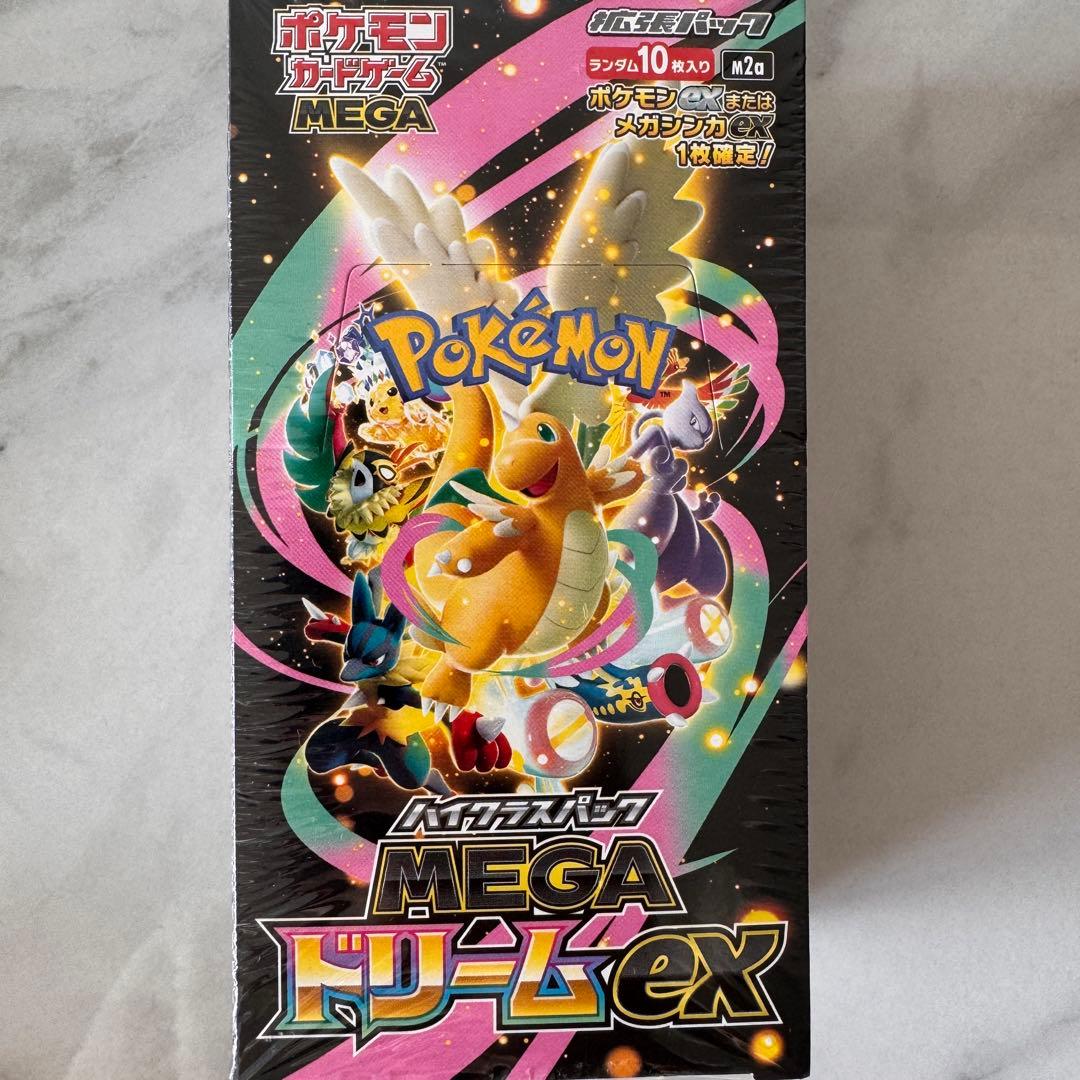 ポケモン
カードゲーム™
MEGA
拡張パック
ランダム10枚入り M2a
ポケモンexまたは
メガシンカex
1枚確定!
POKÉMON™
ハイクラスパック
MEGA
ドリームex